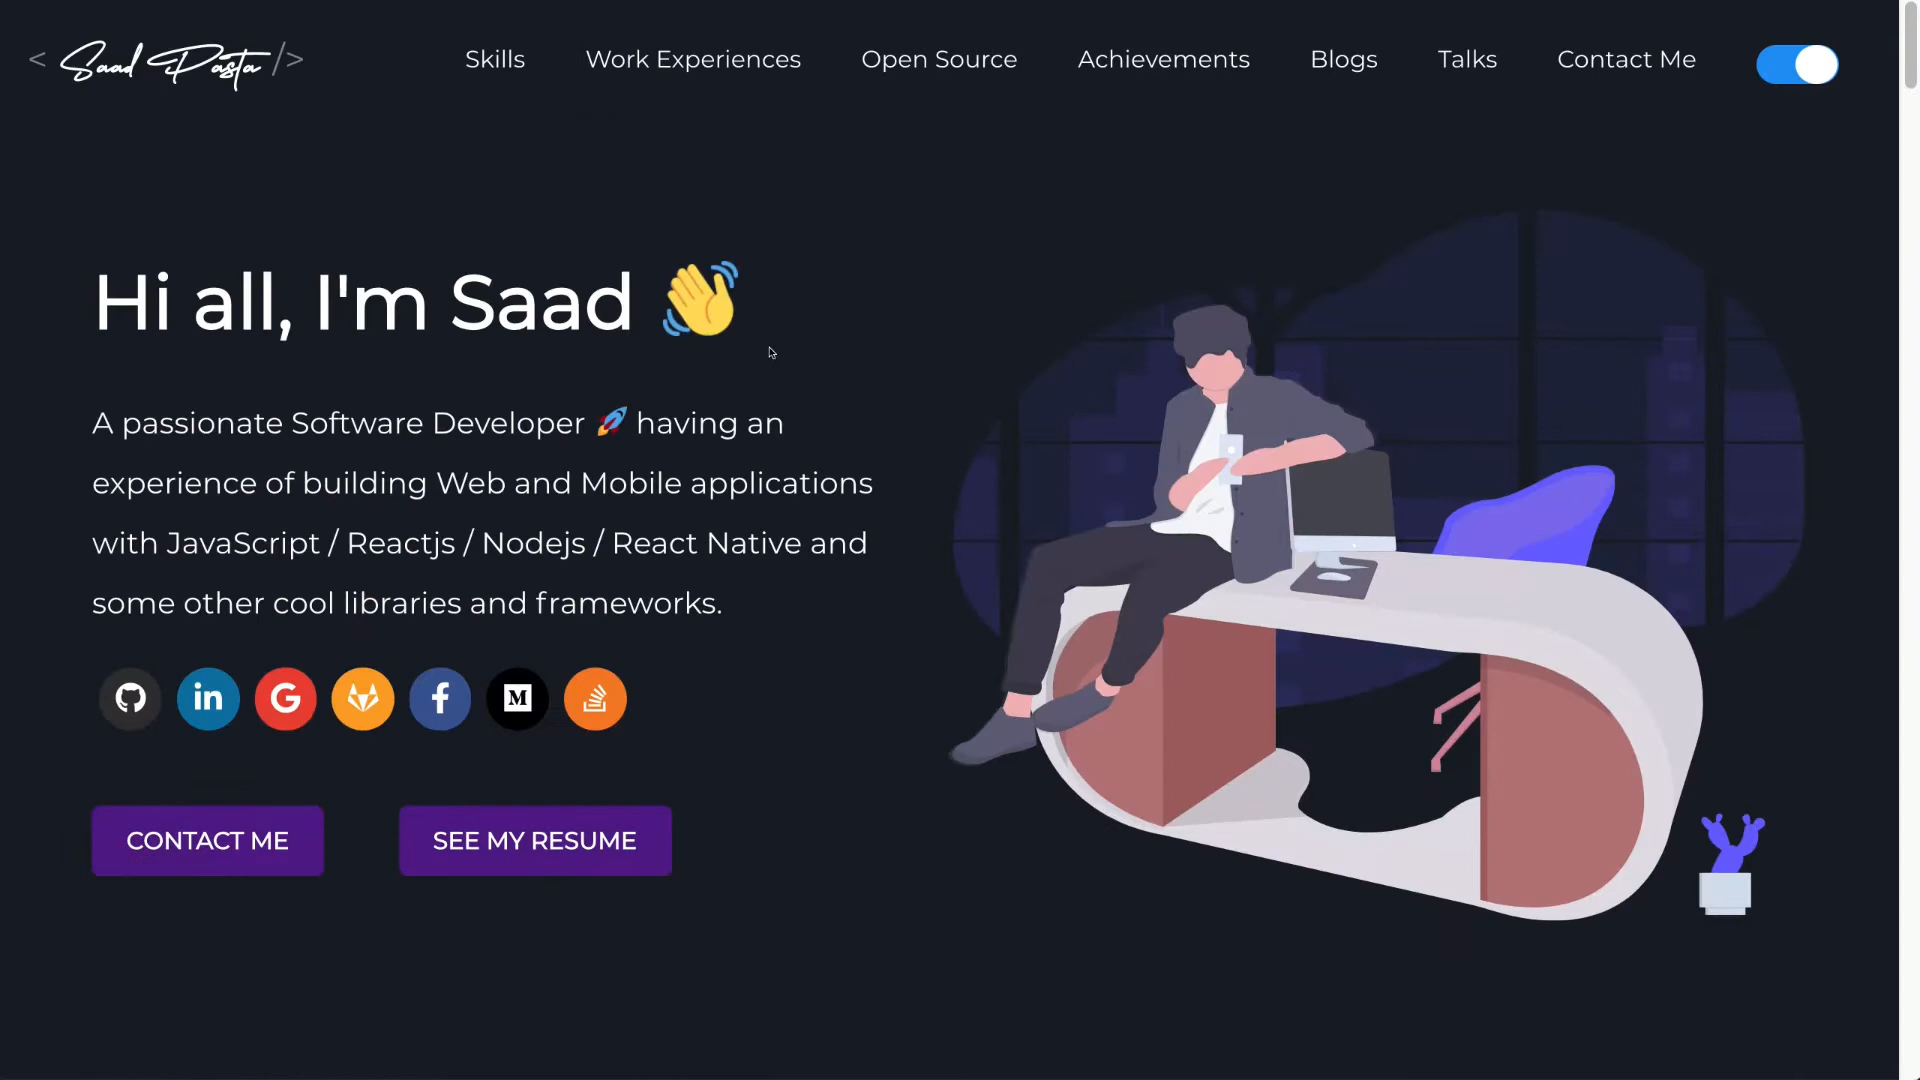 < Saad Pasta />
Skills
Work Experiences
Open Source
Achievements
Blogs
Talks
Contact Me
Hi all, I'm Saad 👋
A passionate Software Developer 🚀 having an
experience of building Web and Mobile applications
with JavaScript / Reactjs / Nodejs / React Native and
some other cool libraries and frameworks.
in
G
f
M
CONTACT ME
SEE MY RESUME